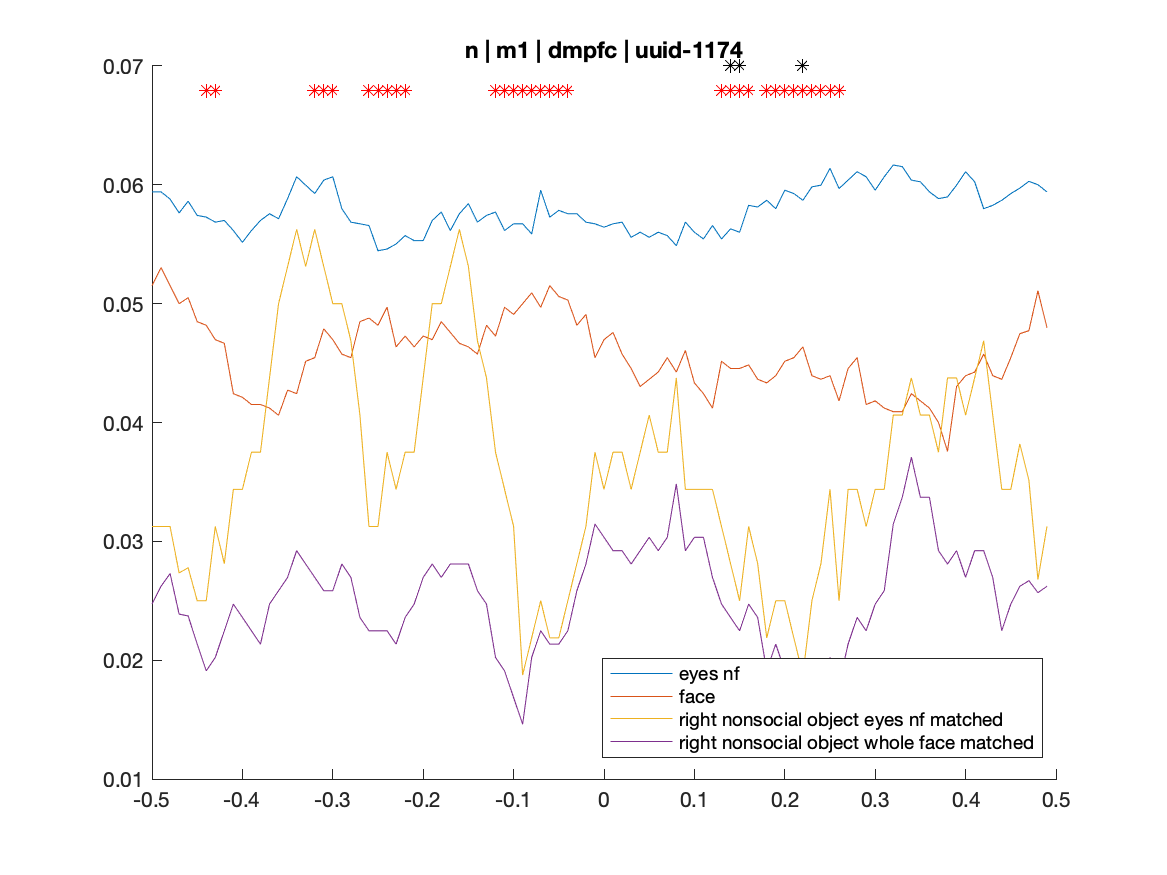 n | m1 | dmpfc | uuid-1174
0.07
0.06
0.05
0.04
0.03
0.02
0.01
eyes nf
face
right nonsocial object eyes nf matched
right nonsocial object whole face matched
-0.5 -0.4 -0.3 -0.2 -0.1 0 0.1 0.2 0.3 0.4 0.5